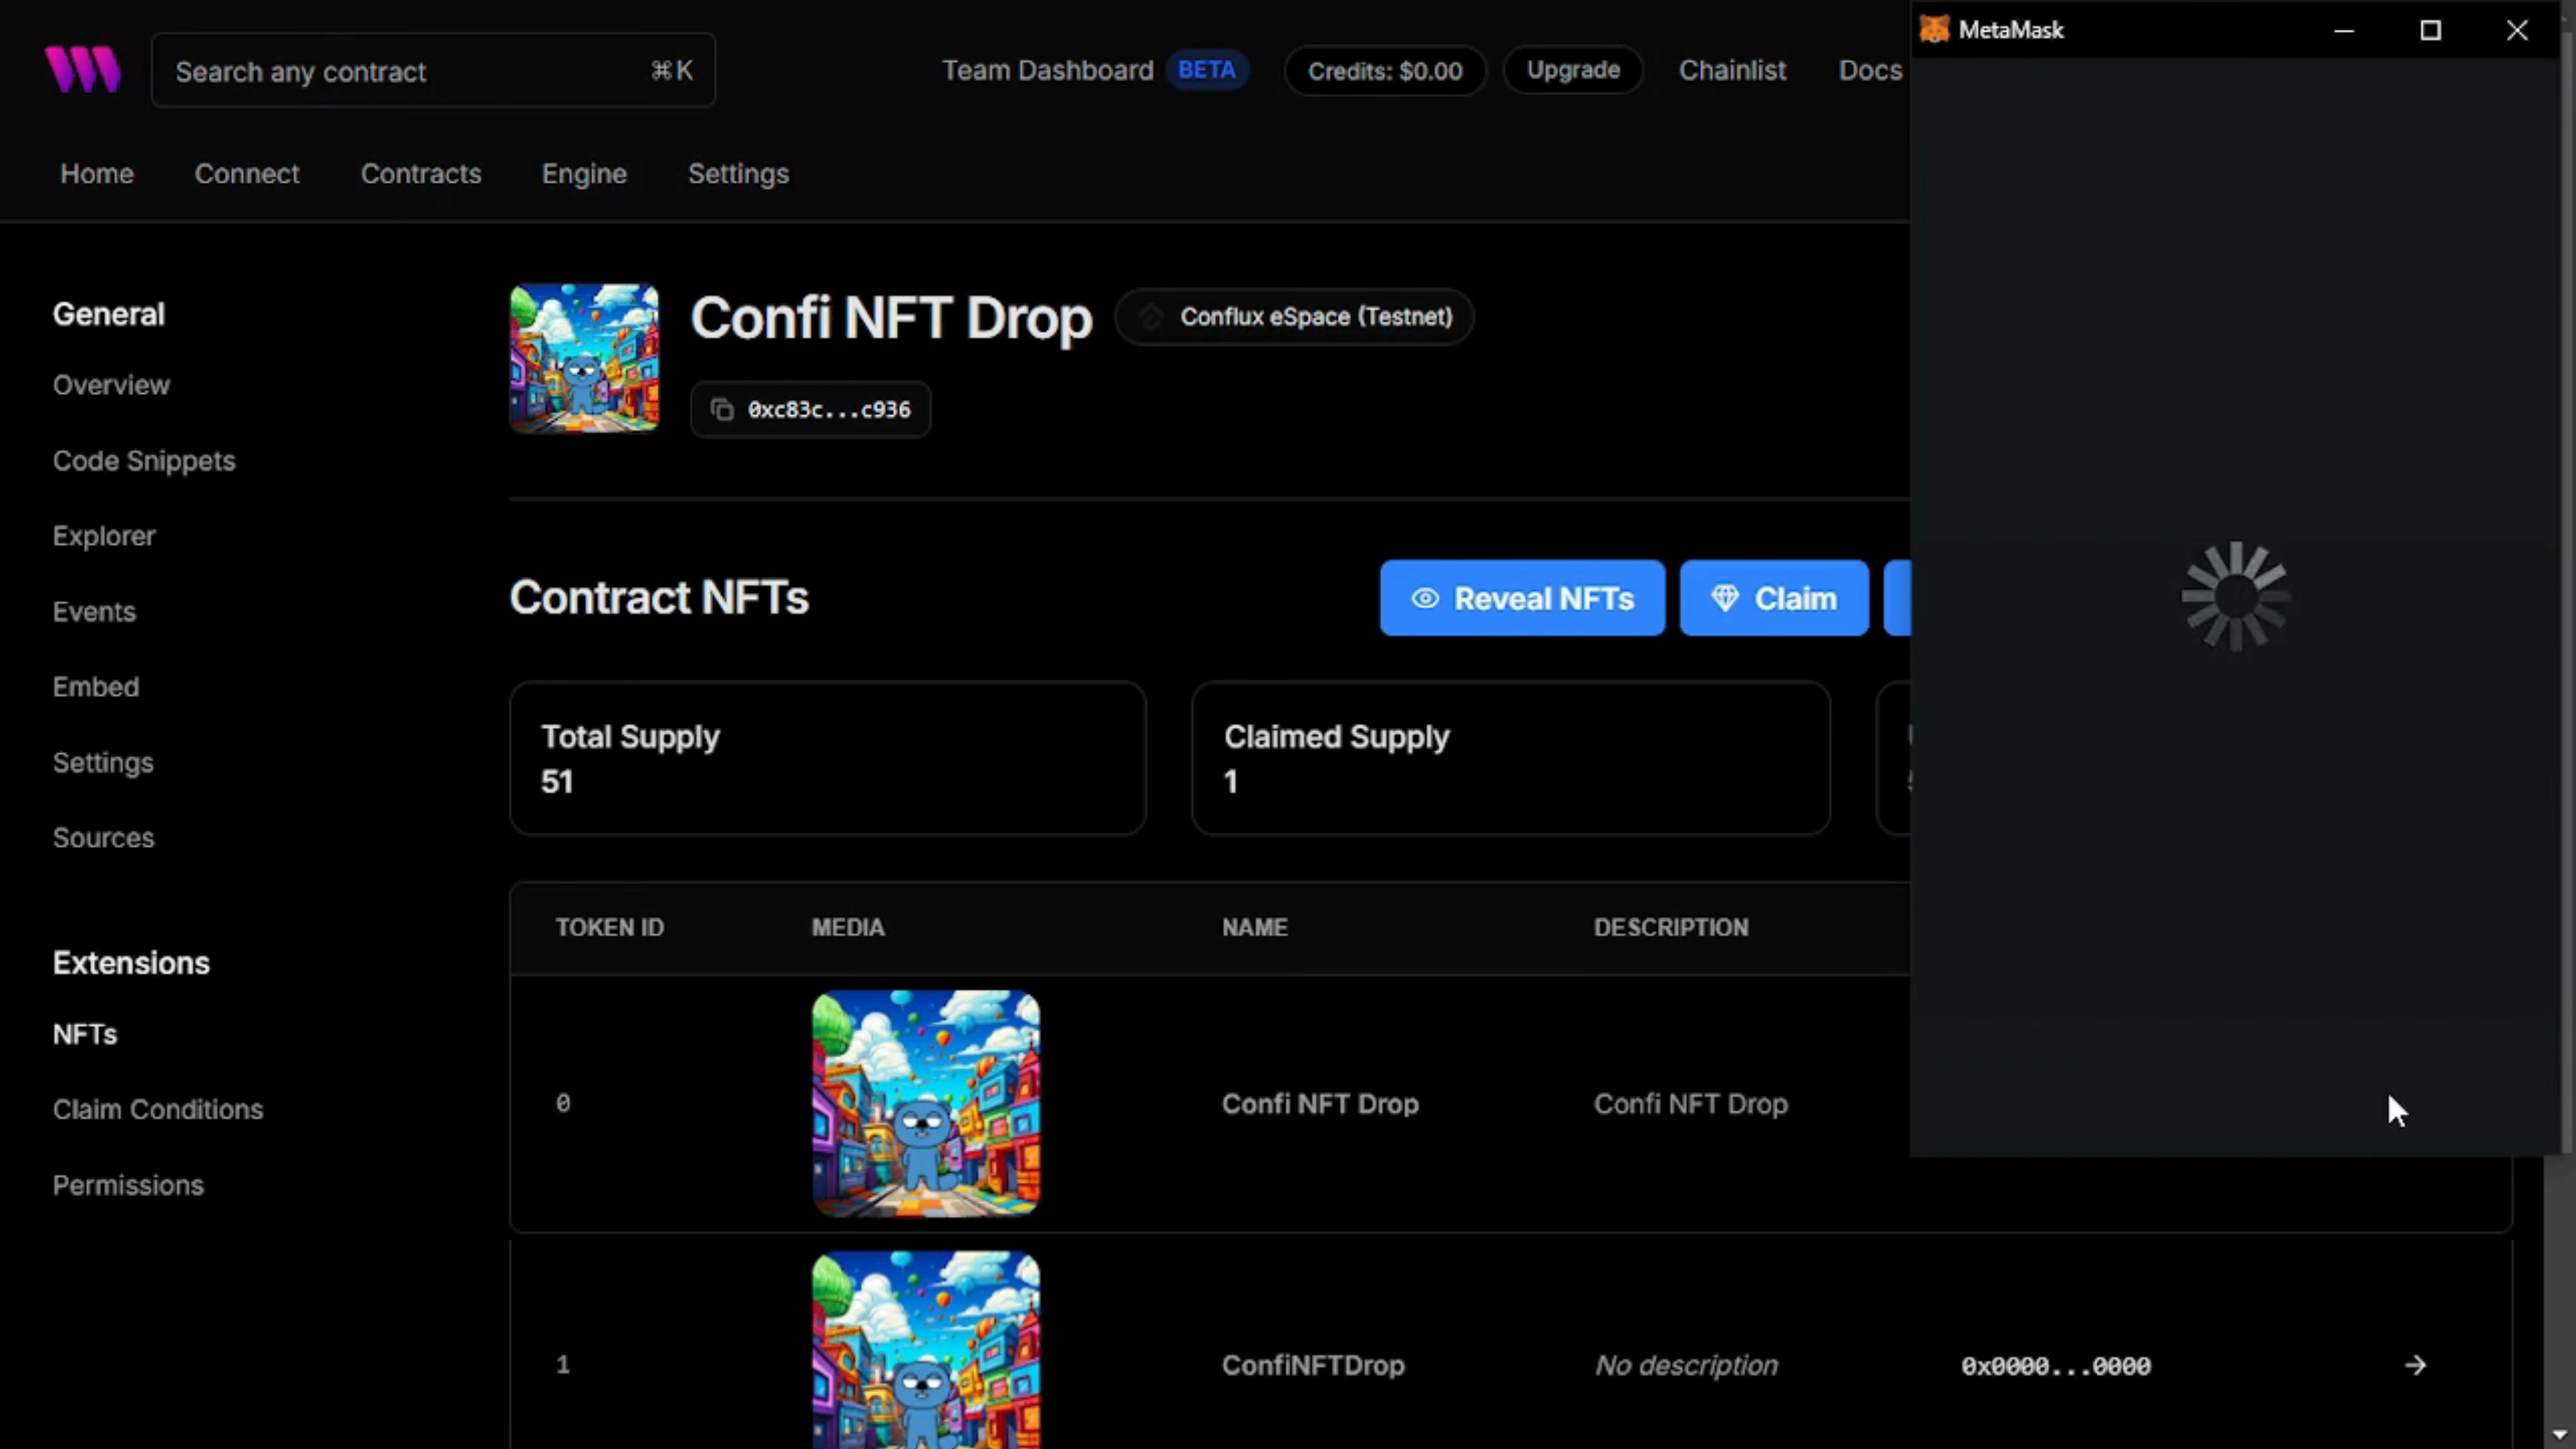 Search any contract ⌘K
Team Dashboard BETA Credits: $0.00 Upgrade Chainlist Docs
MetaMask
Home Connect Contracts Engine Settings
General
Overview
Code Snippets
Explorer
Events
Embed
Settings
Sources
Extensions
NFTs
Claim Conditions
Permissions
Confi NFT Drop Conflux eSpace (Testnet)
0xc83c...c936
Contract NFTs Reveal NFTs Claim
Total Supply
51
Claimed Supply
1
TOKEN ID MEDIA NAME DESCRIPTION
0 Confi NFT Drop Confi NFT Drop
1 ConfiNFTDrop No description 0x0000...0000